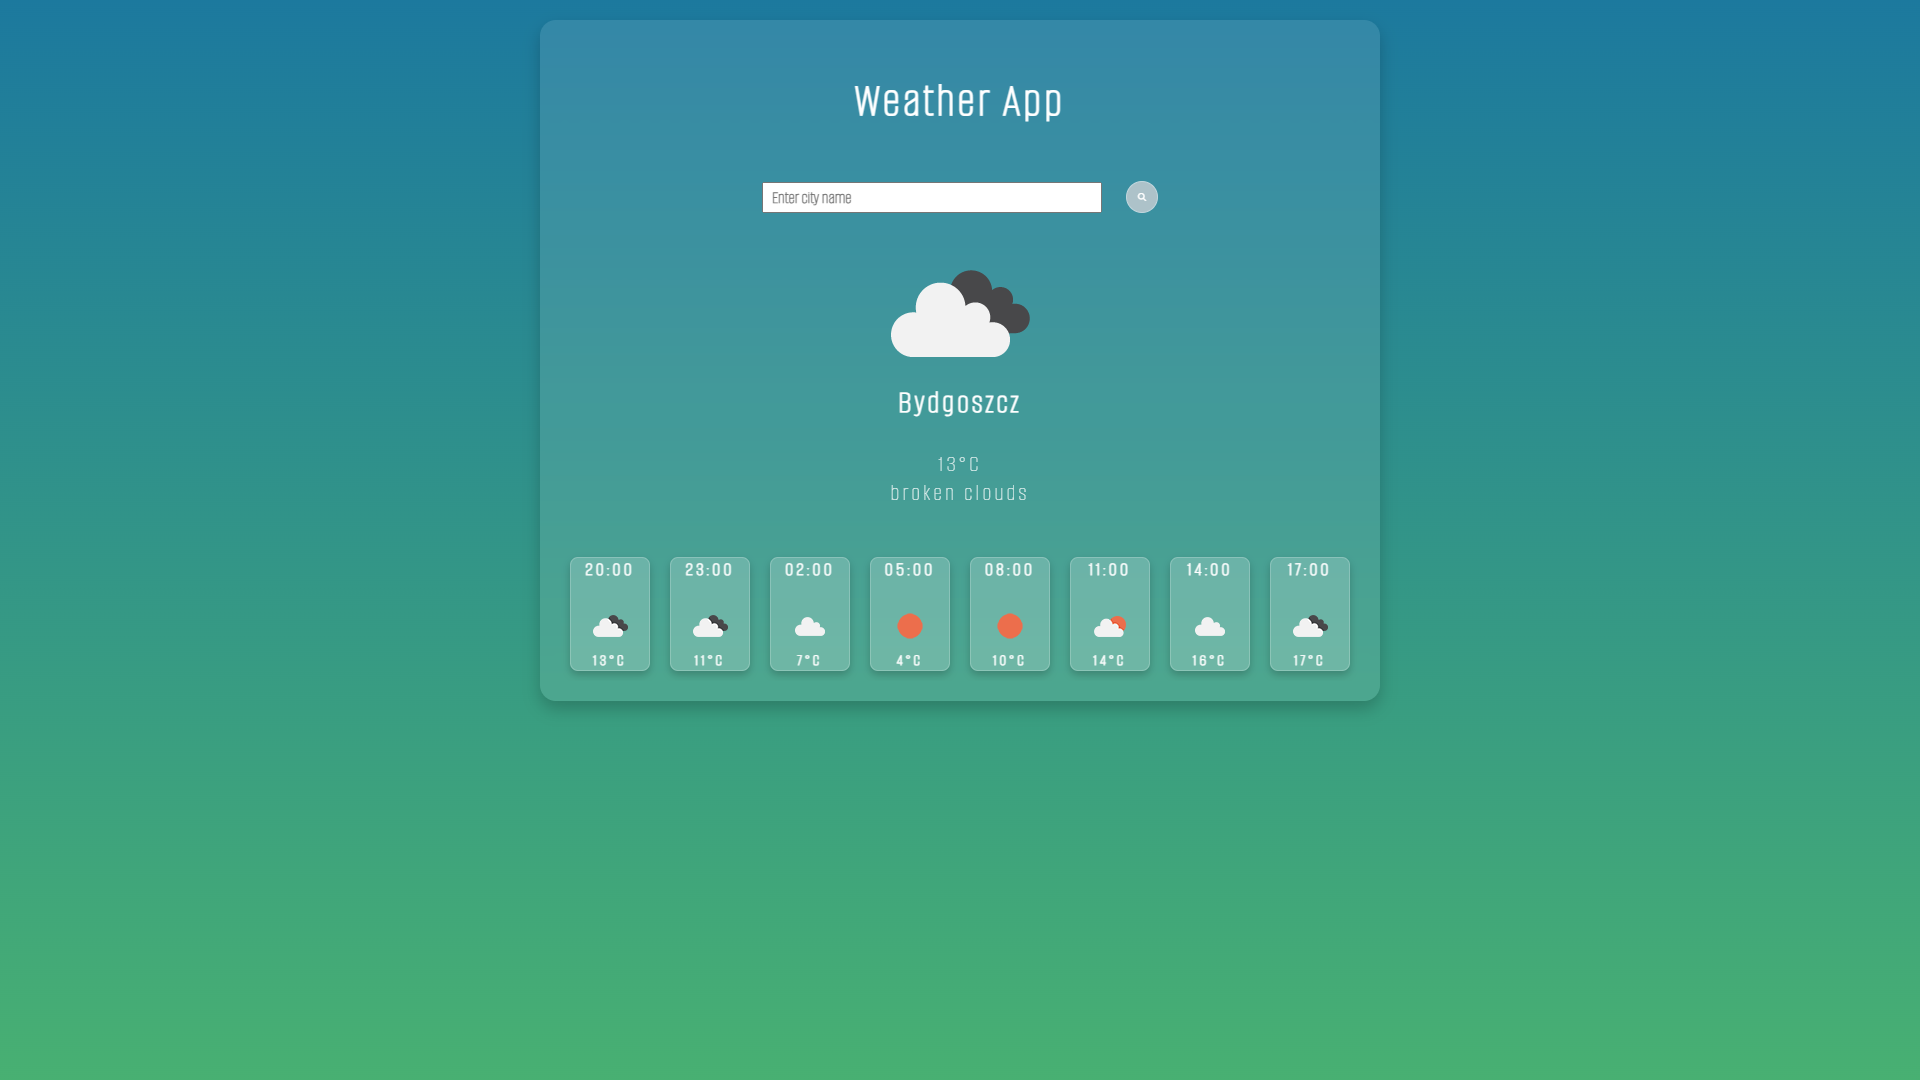 Weather App
Enter city name
Bydgoszcz
13°C
broken clouds
20:00 23:00 02:00 05:00 08:00 11:00 14:00 17:00
13°C 11°C 7°C 4°C 10°C 14°C 16°C 17°C